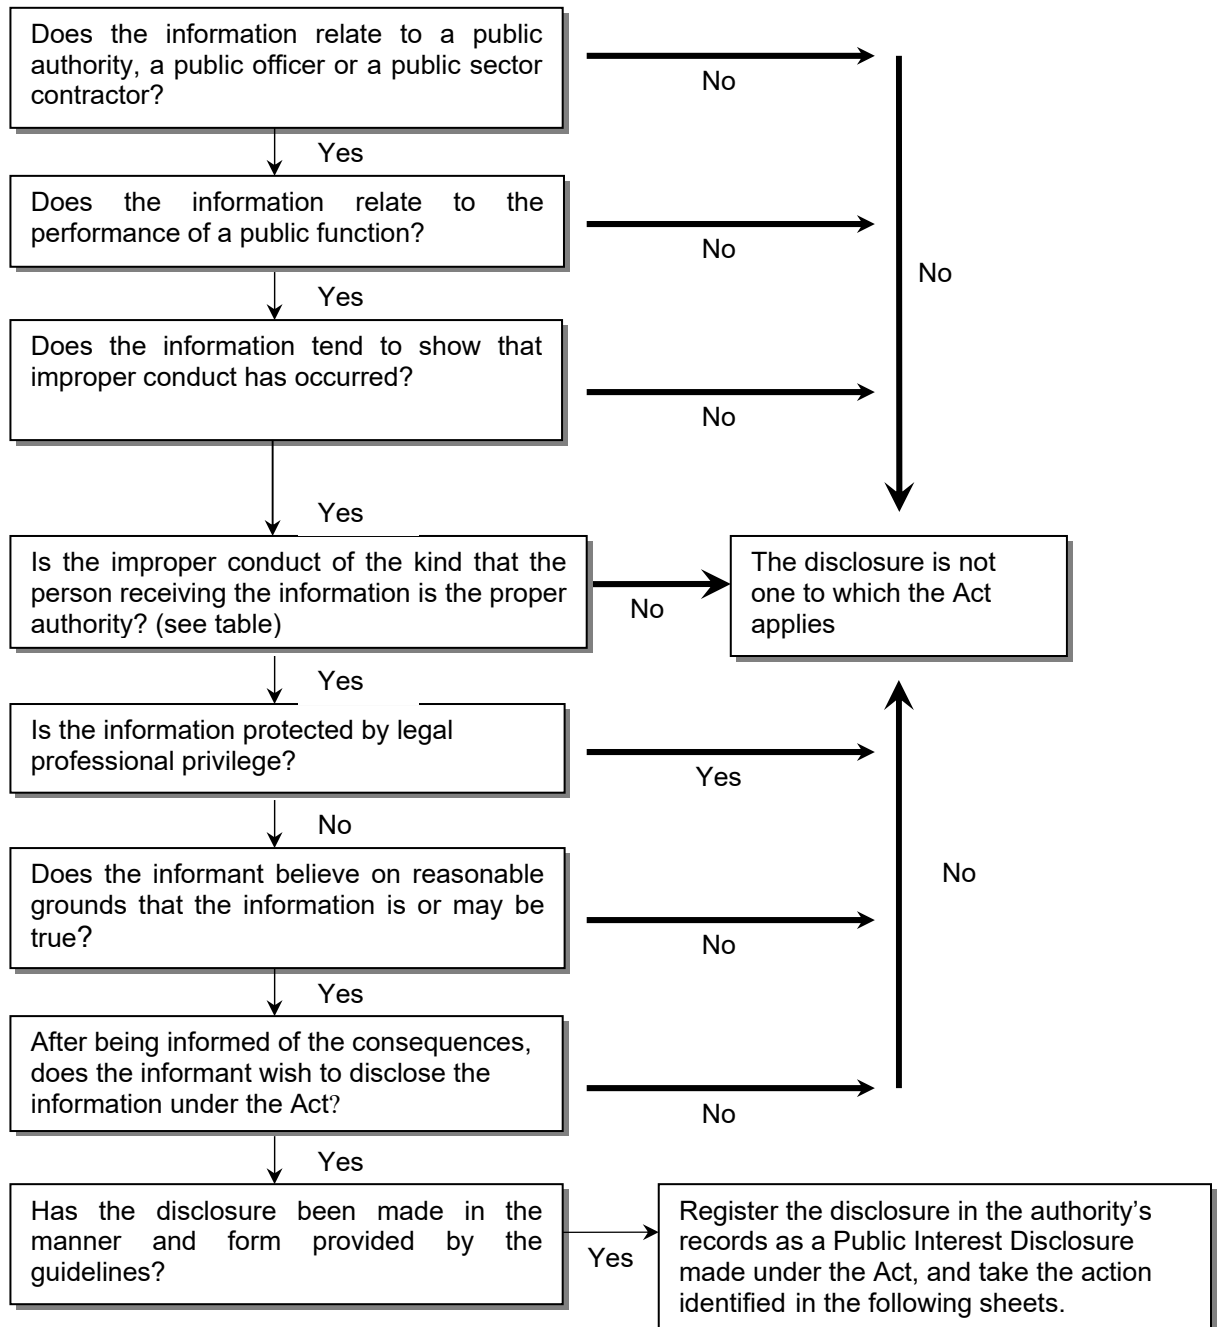 Does the information relate to a public
authority, a public officer or a public sector
contractor?
No
Yes
Does the information relate to the
performance of a public function?
No
No
Yes
Does the information tend to show that
improper conduct has occurred?
No
Yes
Is the improper conduct of the kind that the
person receiving the information is the proper
authority? (see table)
No
The disclosure is not
one to which the Act
applies
Yes
Is the information protected by legal
professional privilege?
Yes
No
Does the informant believe on reasonable
grounds that the information is or may be
true?
No
No
Yes
After being informed of the consequences,
does the informant wish to disclose the
information under the Act?
No
Yes
Has the disclosure been made in the
manner and form provided by the
guidelines?
Yes
Register the disclosure in the authority's
records as a Public Interest Disclosure
made under the Act, and take the action
identified in the following sheets.